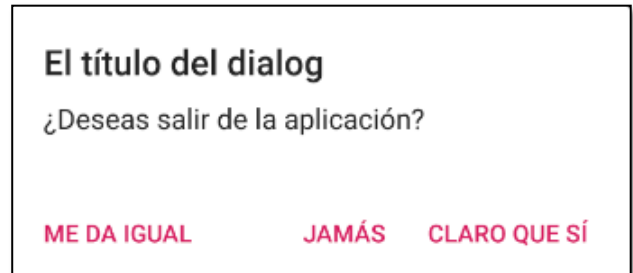 El título del dialog
¿Deseas salir de la aplicación?
ME DA IGUAL JAMÁS CLARO QUE SÍ